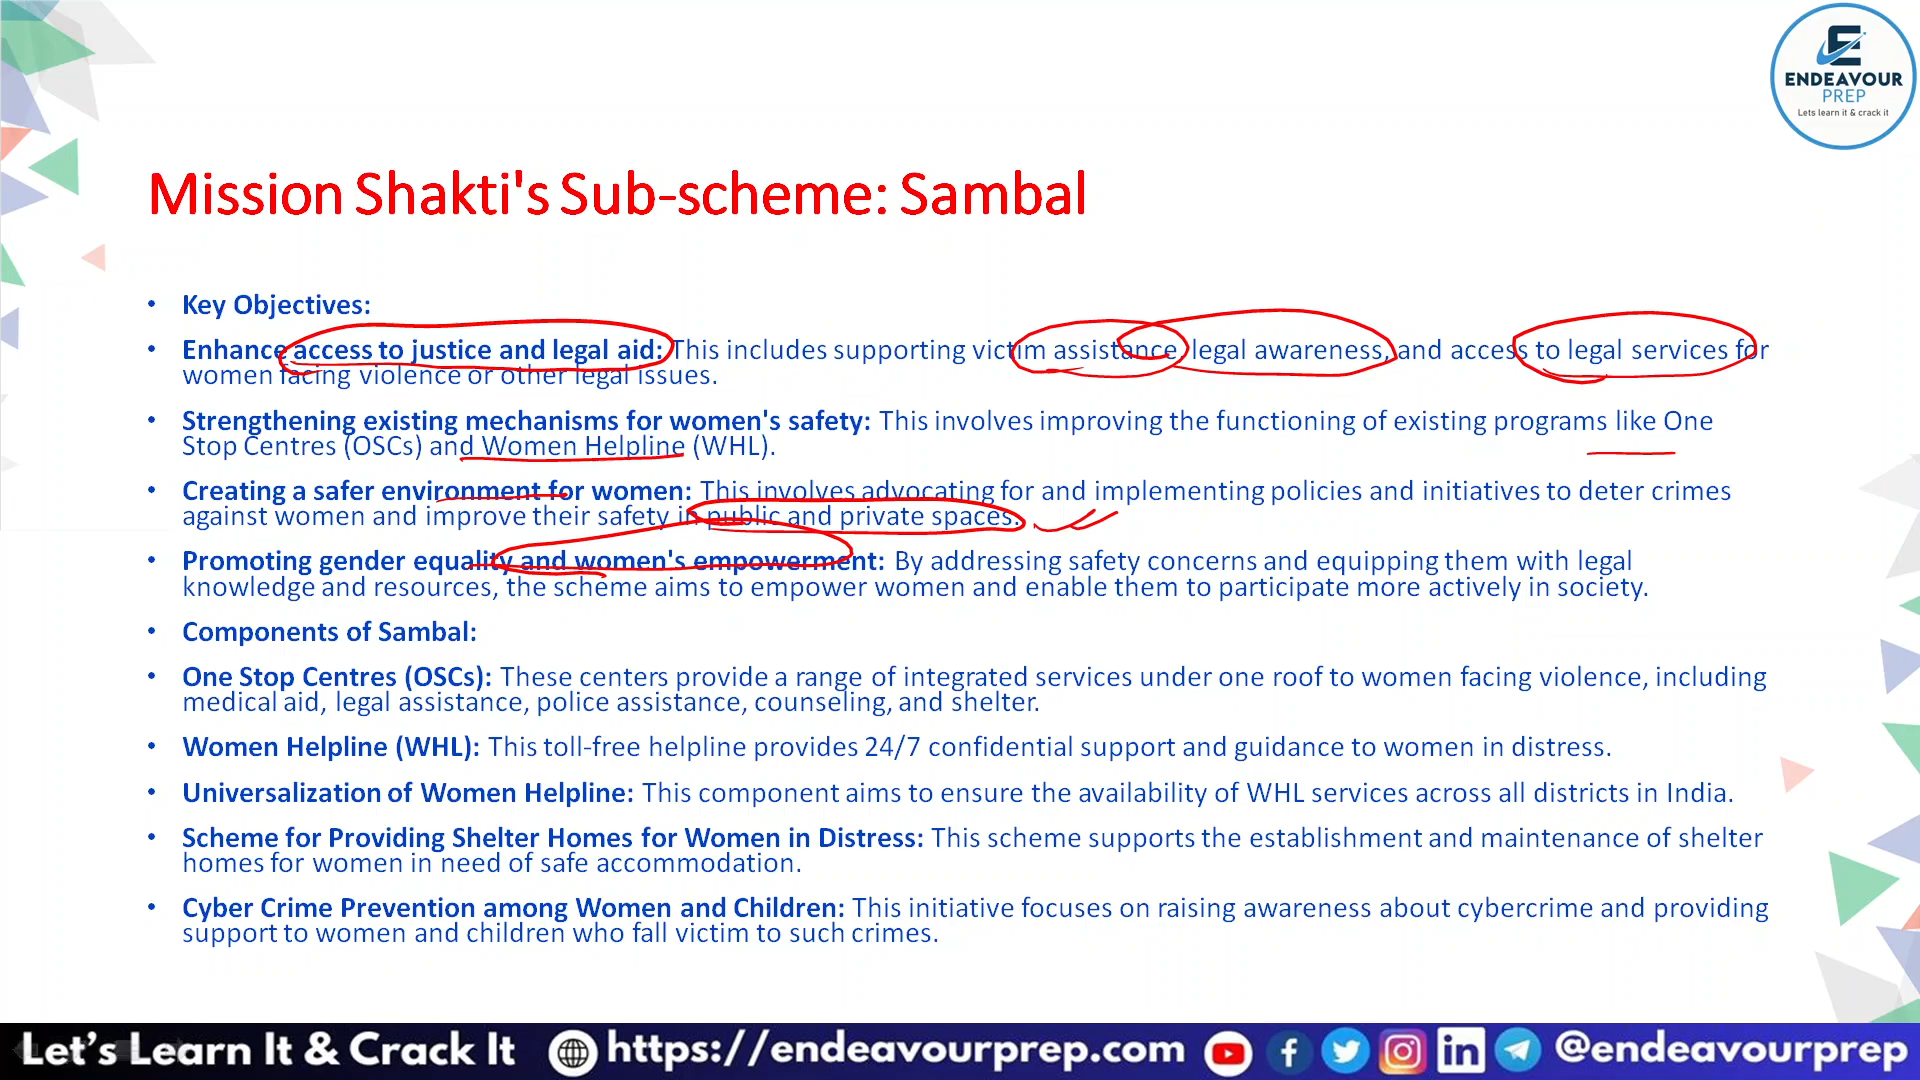 ENDEAVOUR
PREP
Lets learn it & crack it
Mission Shakti's Sub-scheme: Sambal
• Key Objectives:
• Enhance access to justice and legal aid: This includes supporting victim assistance, legal awareness, and access to legal services for
women facing violence or other legal issues.
• Strengthening existing mechanisms for women's safety: This involves improving the functioning of existing programs like One
Stop Centres (OSCs) and Women Helpline (WHL).
• Creating a safer environment for women: This involves advocating for and implementing policies and initiatives to deter crimes
against women and improve their safety in public and private spaces.
• Promoting gender equality and women's empowerment: By addressing safety concerns and equipping them with legal
knowledge and resources, the scheme aims to empower women and enable them to participate more actively in society.
• Components of Sambal:
• One Stop Centres (OSCs): These centers provide a range of integrated services under one roof to women facing violence, including
medical aid, legal assistance, police assistance, counseling, and shelter.
• Women Helpline (WHL): This toll-free helpline provides 24/7 confidential support and guidance to women in distress.
• Universalization of Women Helpline: This component aims to ensure the availability of WHL services across all districts in India.
• Scheme for Providing Shelter Homes for Women in Distress: This scheme supports the establishment and maintenance of shelter
homes for women in need of safe accommodation.
• Cyber Crime Prevention among Women and Children: This initiative focuses on raising awareness about cybercrime and providing
support to women and children who fall victim to such crimes.
Let's Learn It & Crack It https://endeavourprep.com @endeavourprep